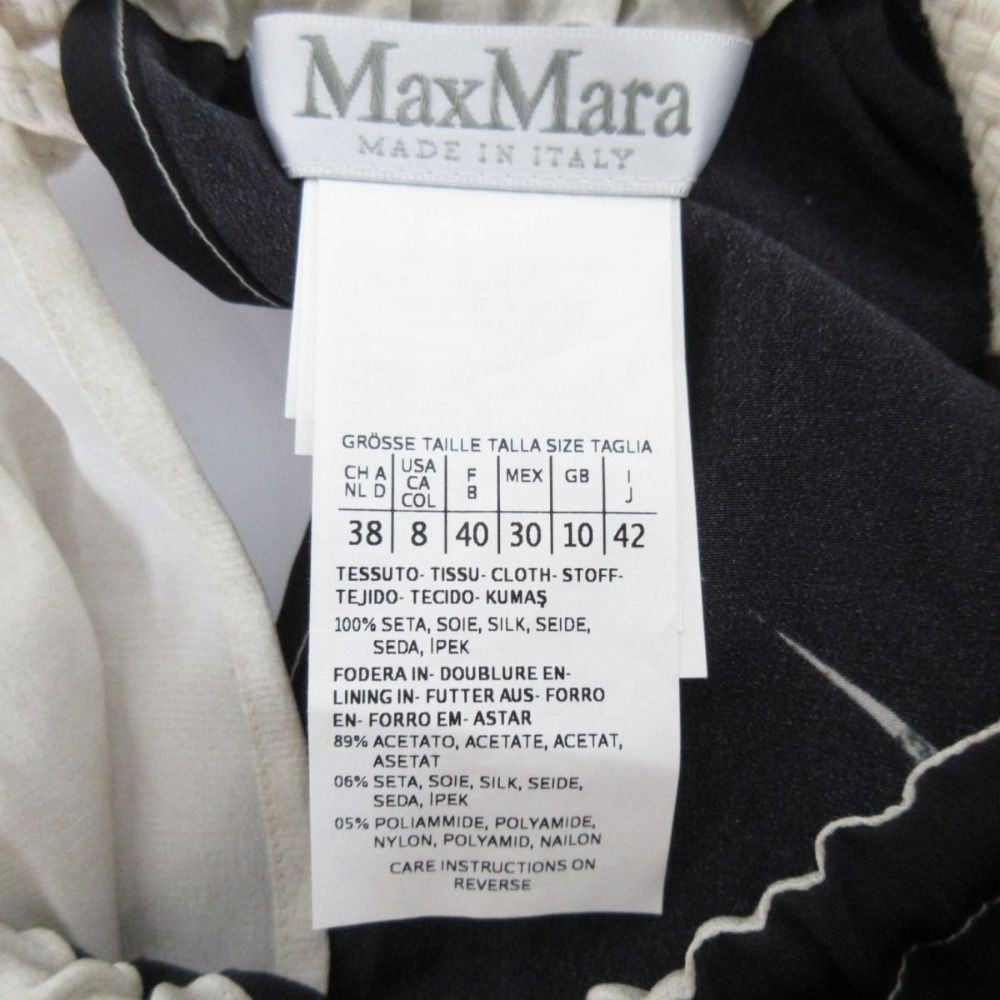 MaxMara
MADE IN ITALY
GRÖSSE TAILLE TALLA SIZE TAGLIA
CH A NL D | USA CA COL | F B | MEX | GB | I J
38 | 8 | 40 | 30 | 10 | 42
TESSUTO- TISSU- CLOTH- STOFF-
TEJIDO- TECIDO- KUMAŞ
100% SETA, SOIE, SILK, SEIDE,
SEDA, İPEK
FODERA IN- DOUBLURE EN-
LINING IN- FUTTER AUS- FORRO
EN- FORRO EM- ASTAR
89% ACETATO, ACETATE, ACETAT,
ASETAT
06% SETA, SOIE, SILK, SEIDE,
SEDA, İPEK
05% POLIAMMIDE, POLYAMIDE,
NYLON, POLYAMID, NAILON
CARE INSTRUCTIONS ON
REVERSE